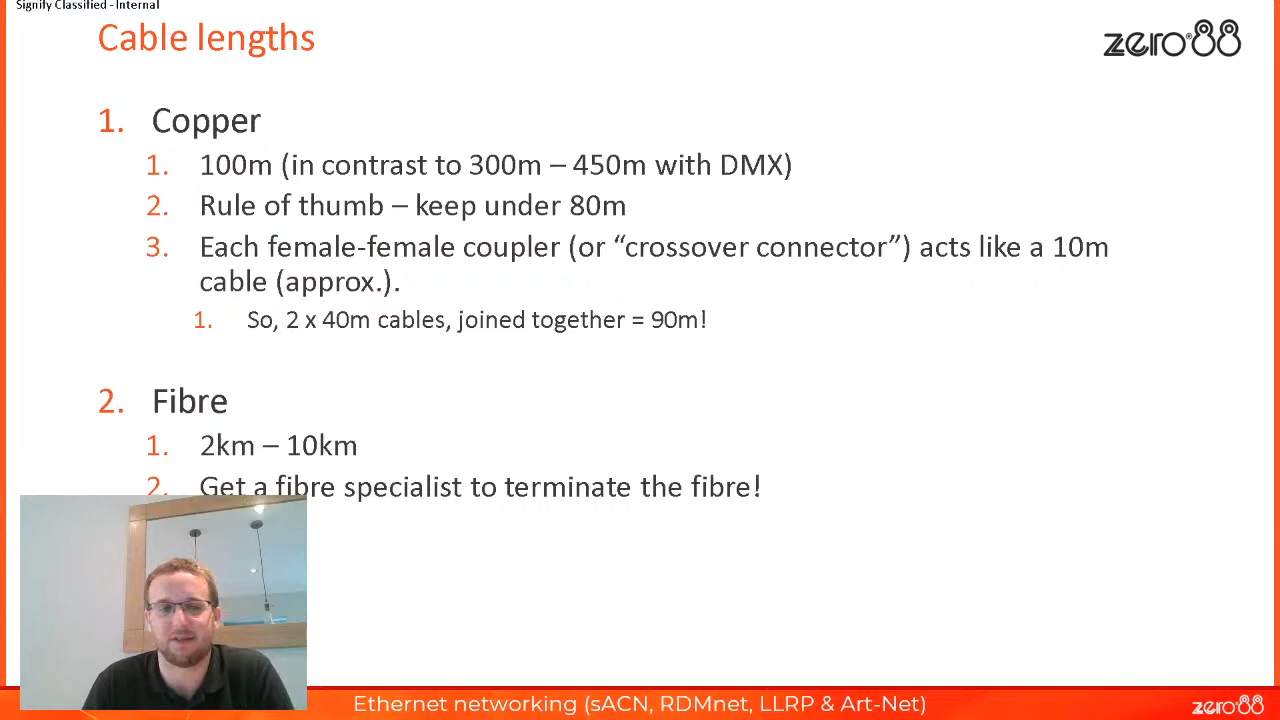 Signify Classified - Internal
Cable lengths
zero®88
1. Copper
1. 100m (in contrast to 300m – 450m with DMX)
2. Rule of thumb – keep under 80m
3. Each female-female coupler (or “crossover connector”) acts like a 10m
cable (approx.).
1. So, 2 x 40m cables, joined together = 90m!
2. Fibre
1. 2km – 10km
2. Get a fibre specialist to terminate the fibre!
Ethernet networking (sACN, RDMnet, LLRP & Art-Net)
zero88